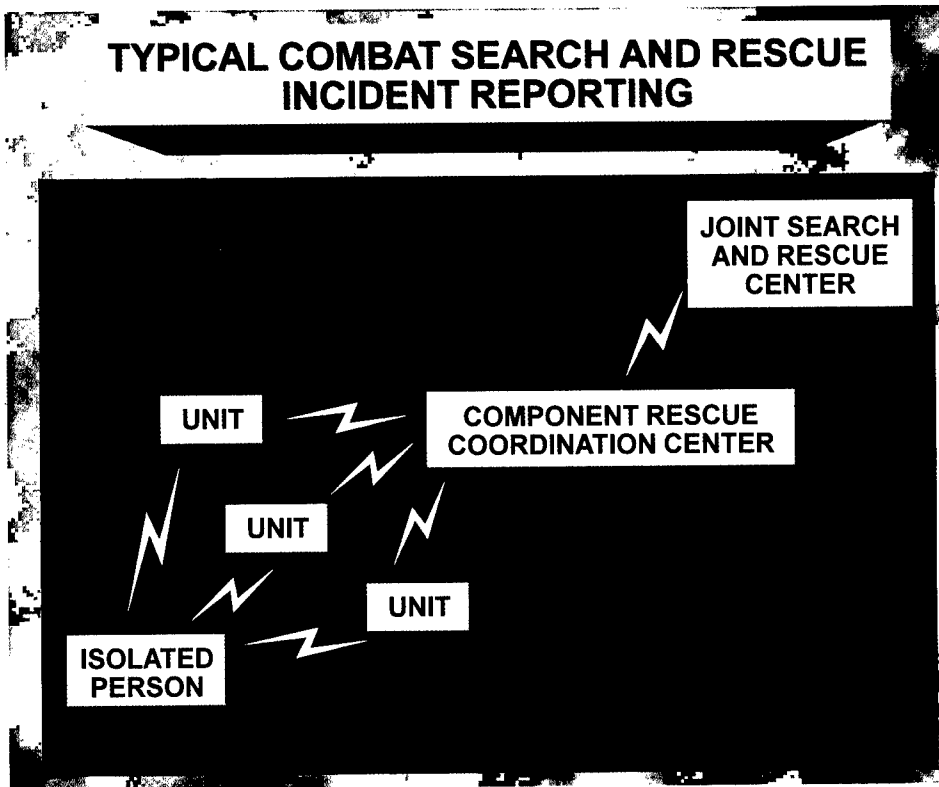 TYPICAL COMBAT SEARCH AND RESCUE
INCIDENT REPORTING
JOINT SEARCH
AND RESCUE
CENTER
UNIT
COMPONENT RESCUE
COORDINATION CENTER
UNIT
UNIT
ISOLATED
PERSON